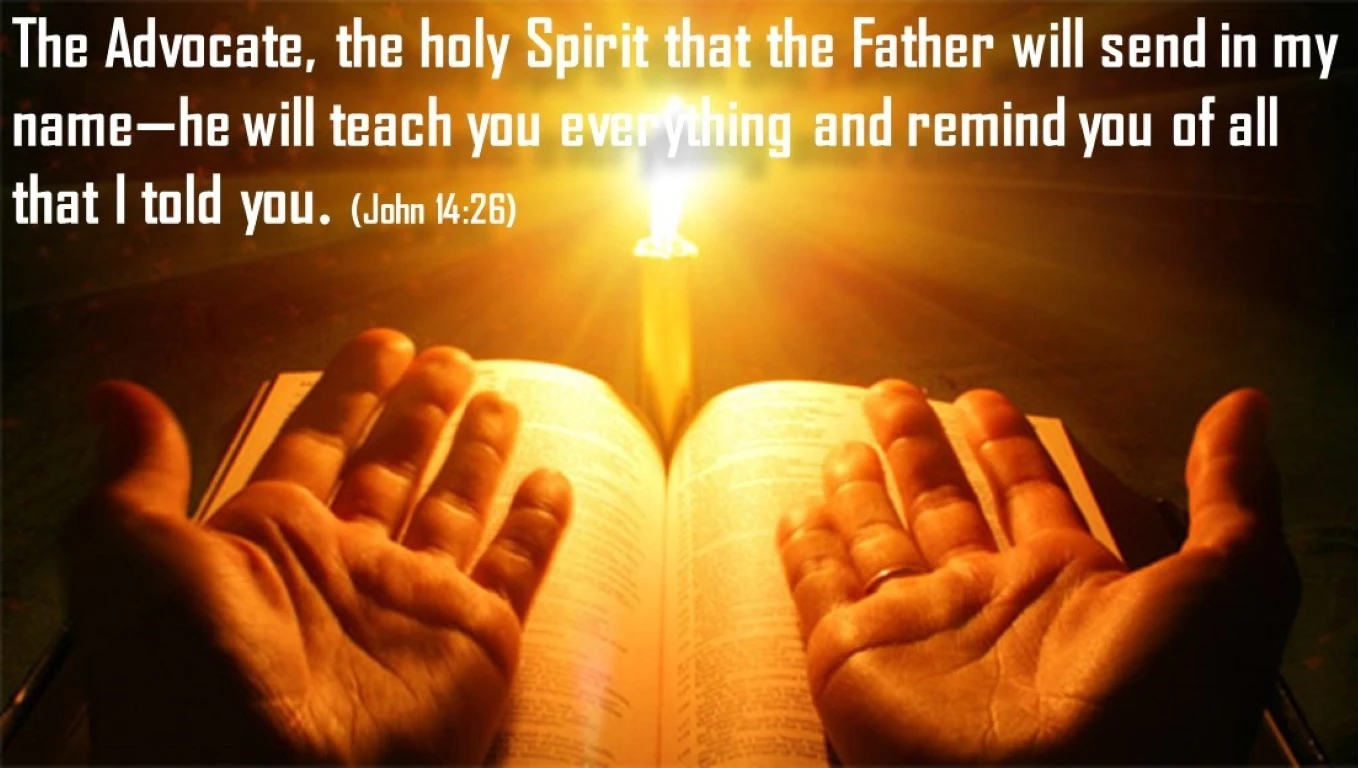 The Advocate, the holy Spirit that the Father will send in my
name—he will teach you everything and remind you of all
that I told you. (John 14:26)